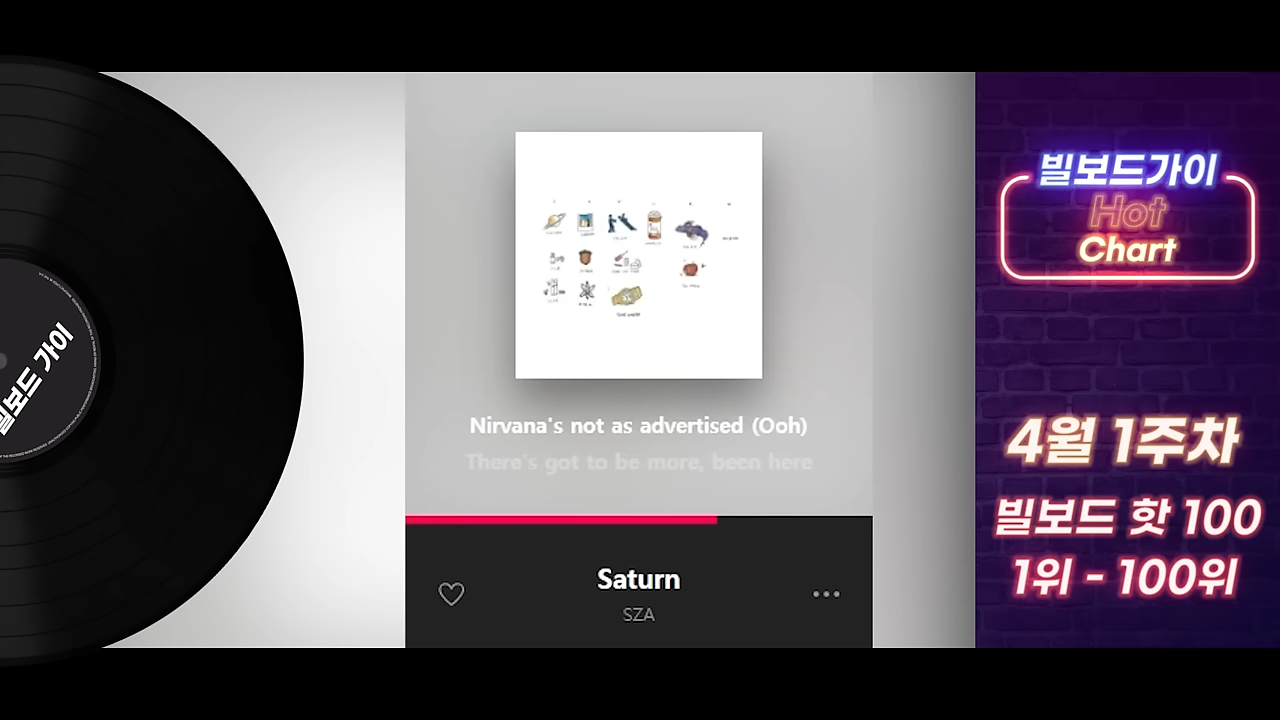 빌보드 가이
Nirvana's not as advertised (Ooh)
There's got to be more, been here
Saturn
SZA
빌보드가이
Hot
Chart
4월 1주차
빌보드 핫 100
1위 - 100위